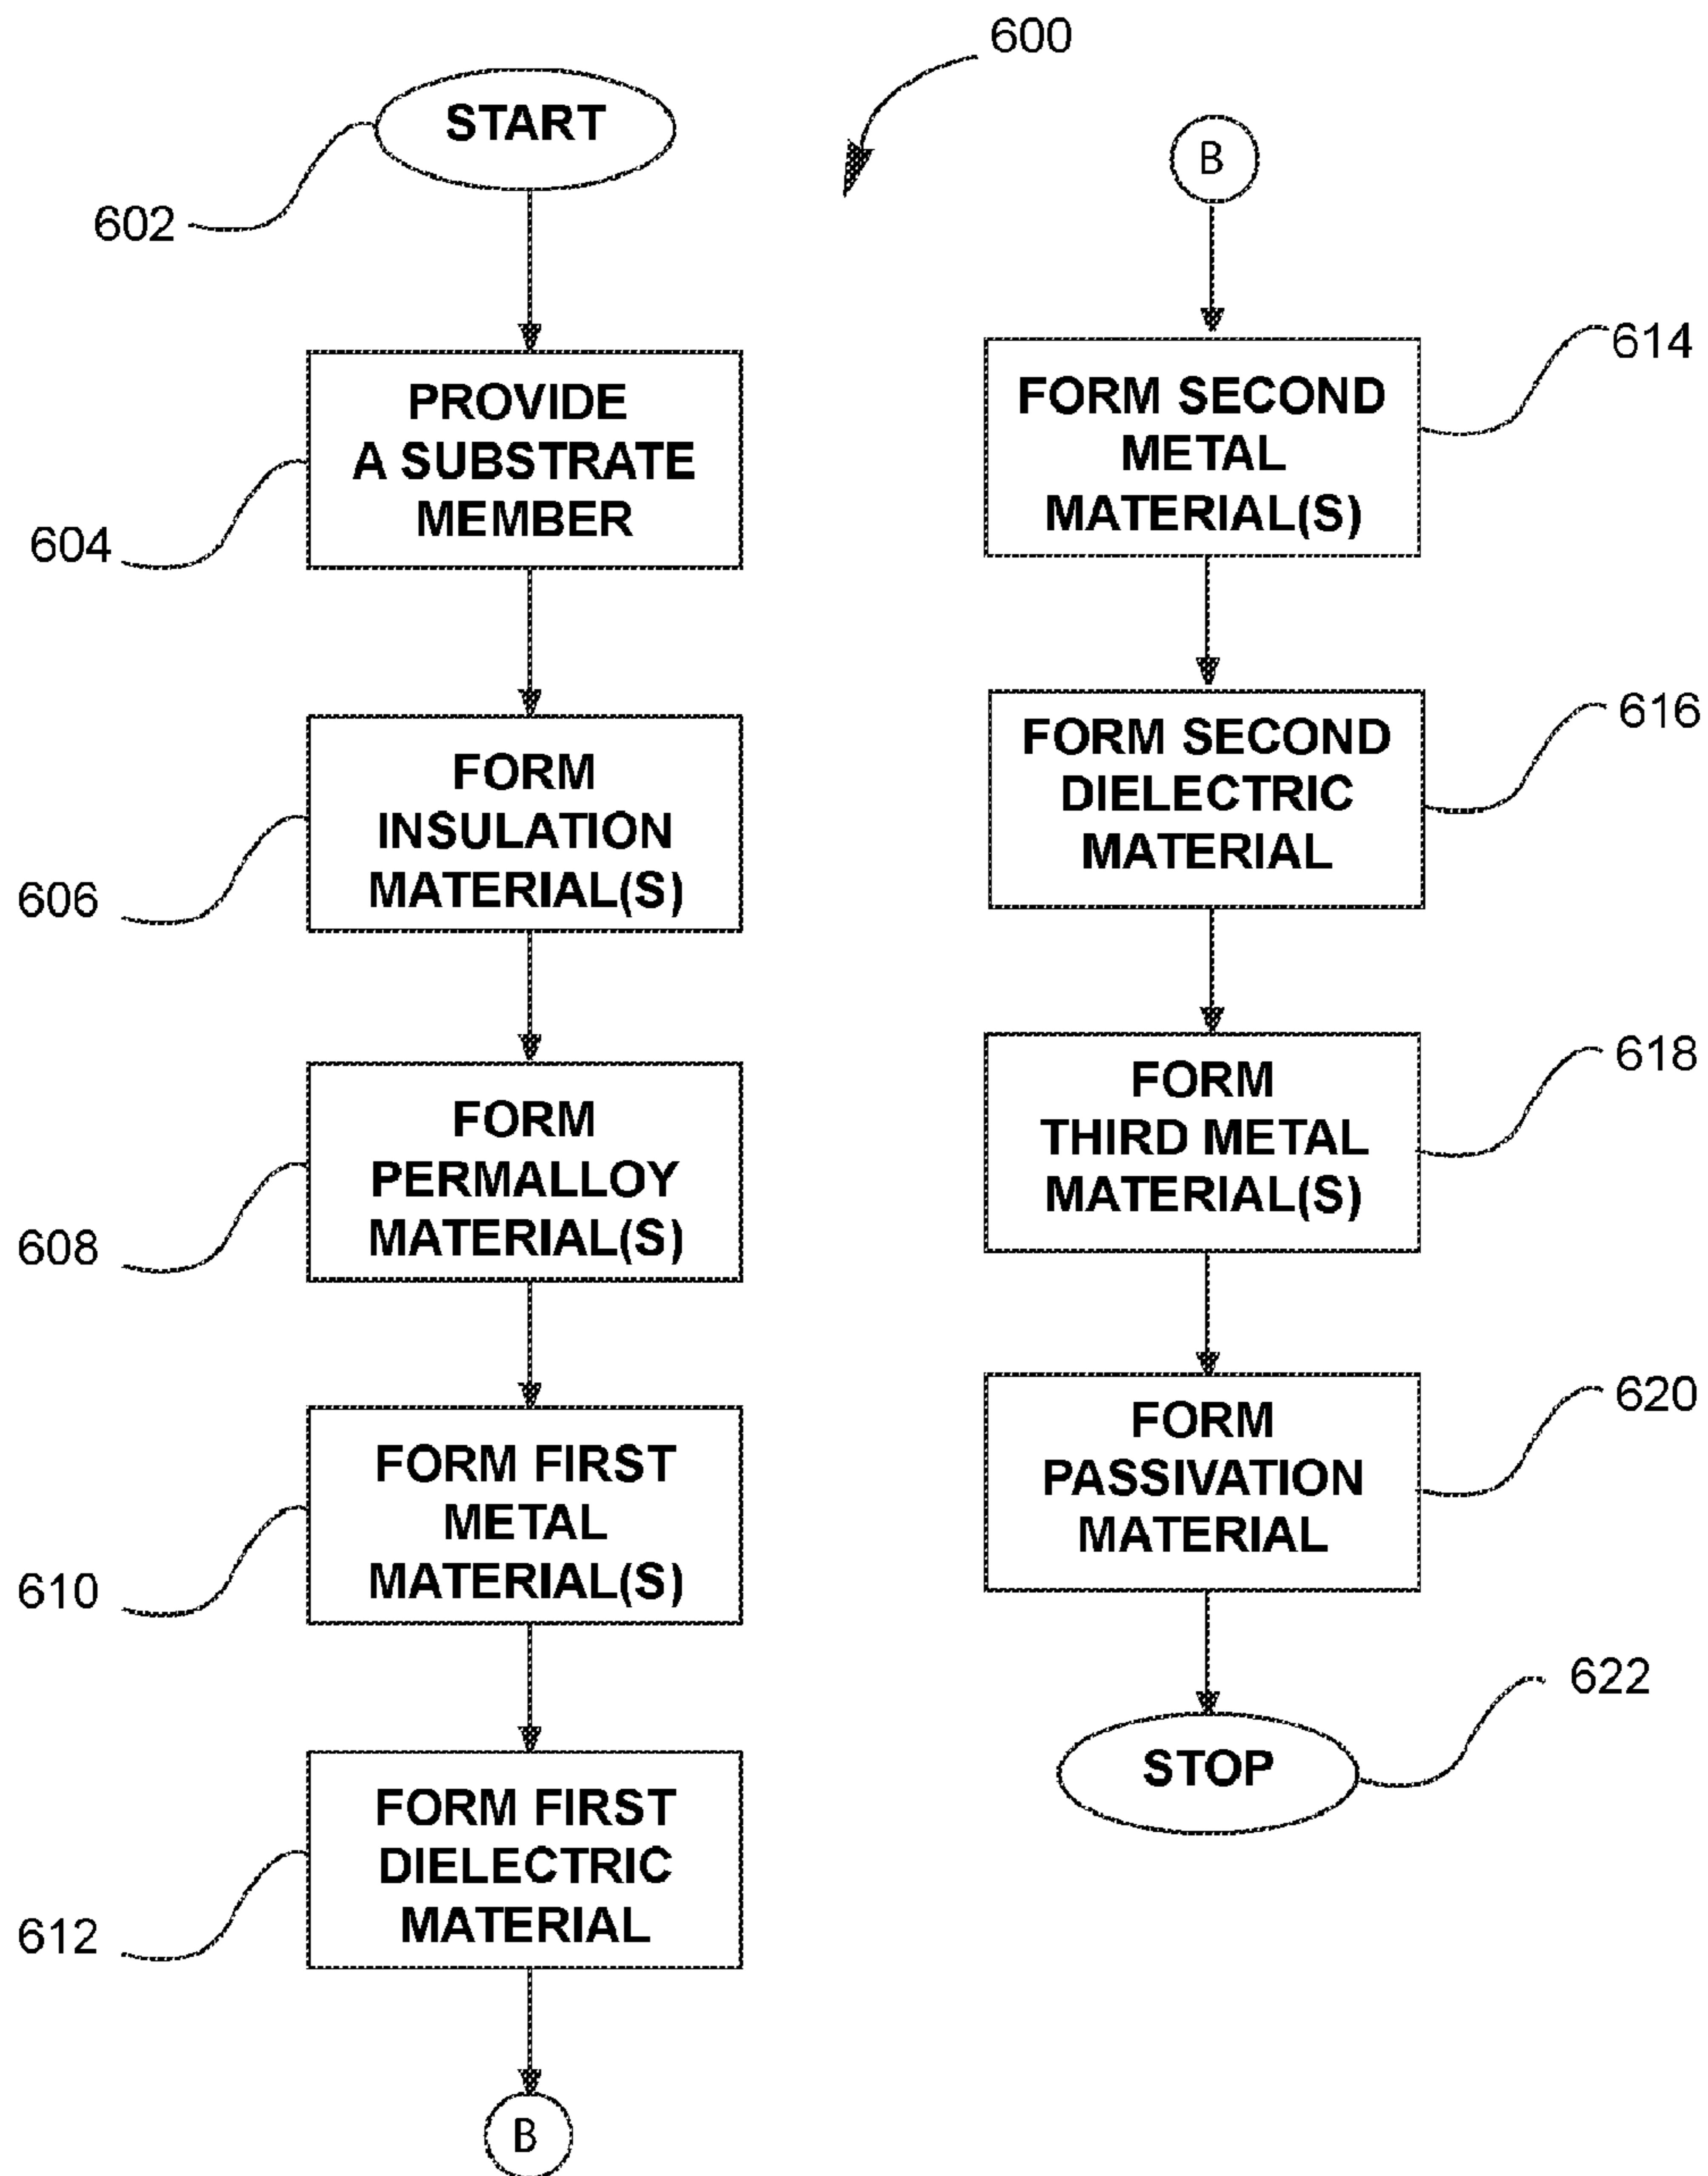 600
START
602
PROVIDE
A SUBSTRATE
MEMBER
604
FORM
INSULATION
MATERIAL(S)
606
FORM
PERMALLOY
MATERIAL(S)
608
FORM FIRST
METAL
MATERIAL(S)
610
FORM FIRST
DIELECTRIC
MATERIAL
612
B
B
FORM SECOND
METAL
MATERIAL(S)
614
FORM SECOND
DIELECTRIC
MATERIAL
616
FORM
THIRD METAL
MATERIAL(S)
618
FORM
PASSIVATION
MATERIAL
620
STOP
622